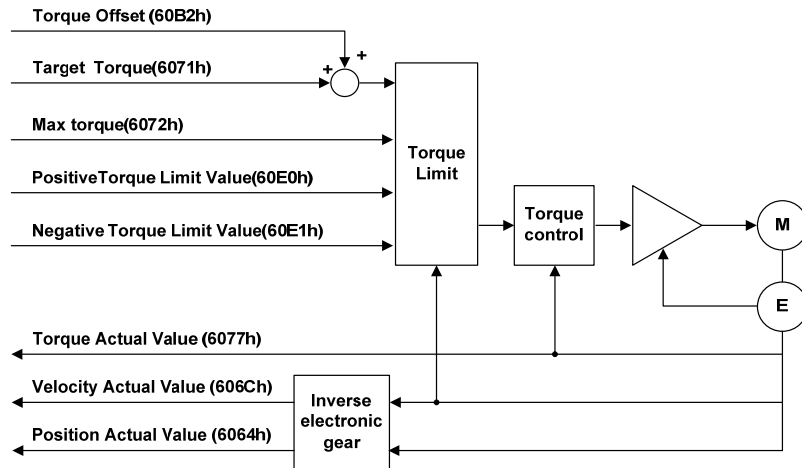 Torque Offset (60B2h)
+
+
Target Torque(6071h)
Max torque(6072h)
PositiveTorque Limit Value(60E0h)
Negative Torque Limit Value(60E1h)
Torque
Limit
Torque
control
M
E
Torque Actual Value (6077h)
Velocity Actual Value (606Ch)
Position Actual Value (6064h)
Inverse
electronic
gear